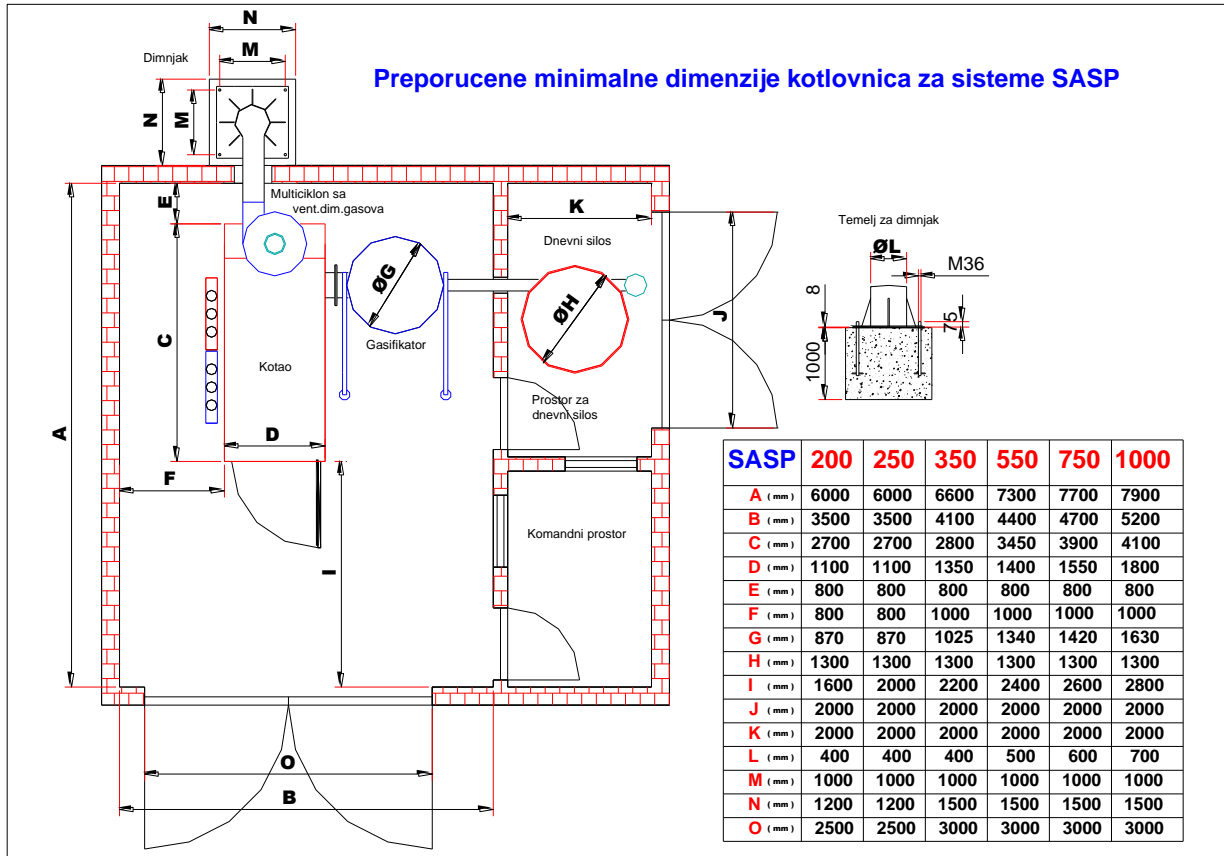 Preporucene minimalne dimenzije kotlovnica za sisteme SASP
N
M
Dimnjak
N
M
E
Multiciklon sa
vent.dim.gasova
K
Dnevni silos
ØG
ØH
J
Gasifikator
C
Kotao
Prostor za
dnevni silos
A
D
F
I
Komandni prostor
O
B
Temelj za dimnjak
ØL
M36
8
75
1000
SASP 200 250 350 550 750 1000
A (mm) 6000 6000 6600 7300 7700 7900
B (mm) 3500 3500 4100 4400 4700 5200
C (mm) 2700 2700 2800 3450 3900 4100
D (mm) 1100 1100 1350 1400 1550 1800
E (mm) 800 800 800 800 800 800
F (mm) 800 800 1000 1000 1000 1000
G (mm) 870 870 1025 1340 1420 1630
H (mm) 1300 1300 1300 1300 1300 1300
I (mm) 1600 2000 2200 2400 2600 2800
J (mm) 2000 2000 2000 2000 2000 2000
K (mm) 2000 2000 2000 2000 2000 2000
L (mm) 400 400 400 500 600 700
M (mm) 1000 1000 1000 1000 1000 1000
N (mm) 1200 1200 1500 1500 1500 1500
O (mm) 2500 2500 3000 3000 3000 3000